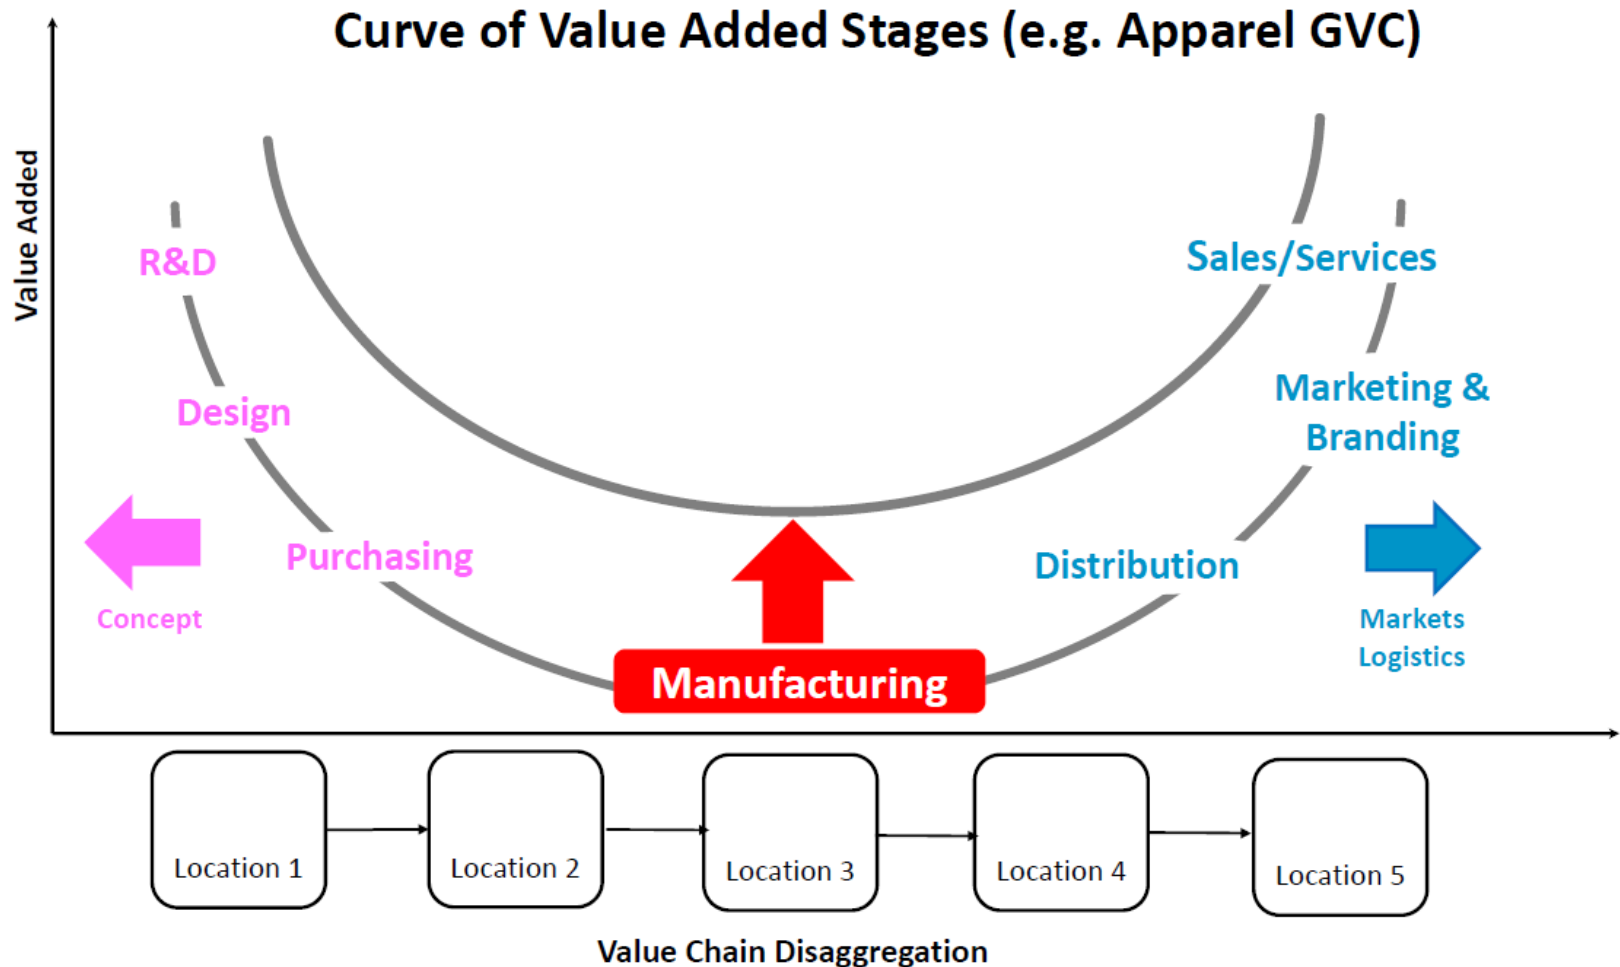 Curve of Value Added Stages (e.g. Apparel GVC)
Value Added
R&D
Sales/Services
Design
Marketing &
Branding
Purchasing
Distribution
Concept
Markets
Logistics
Manufacturing
Location 1
Location 2
Location 3
Location 4
Location 5
Value Chain Disaggregation